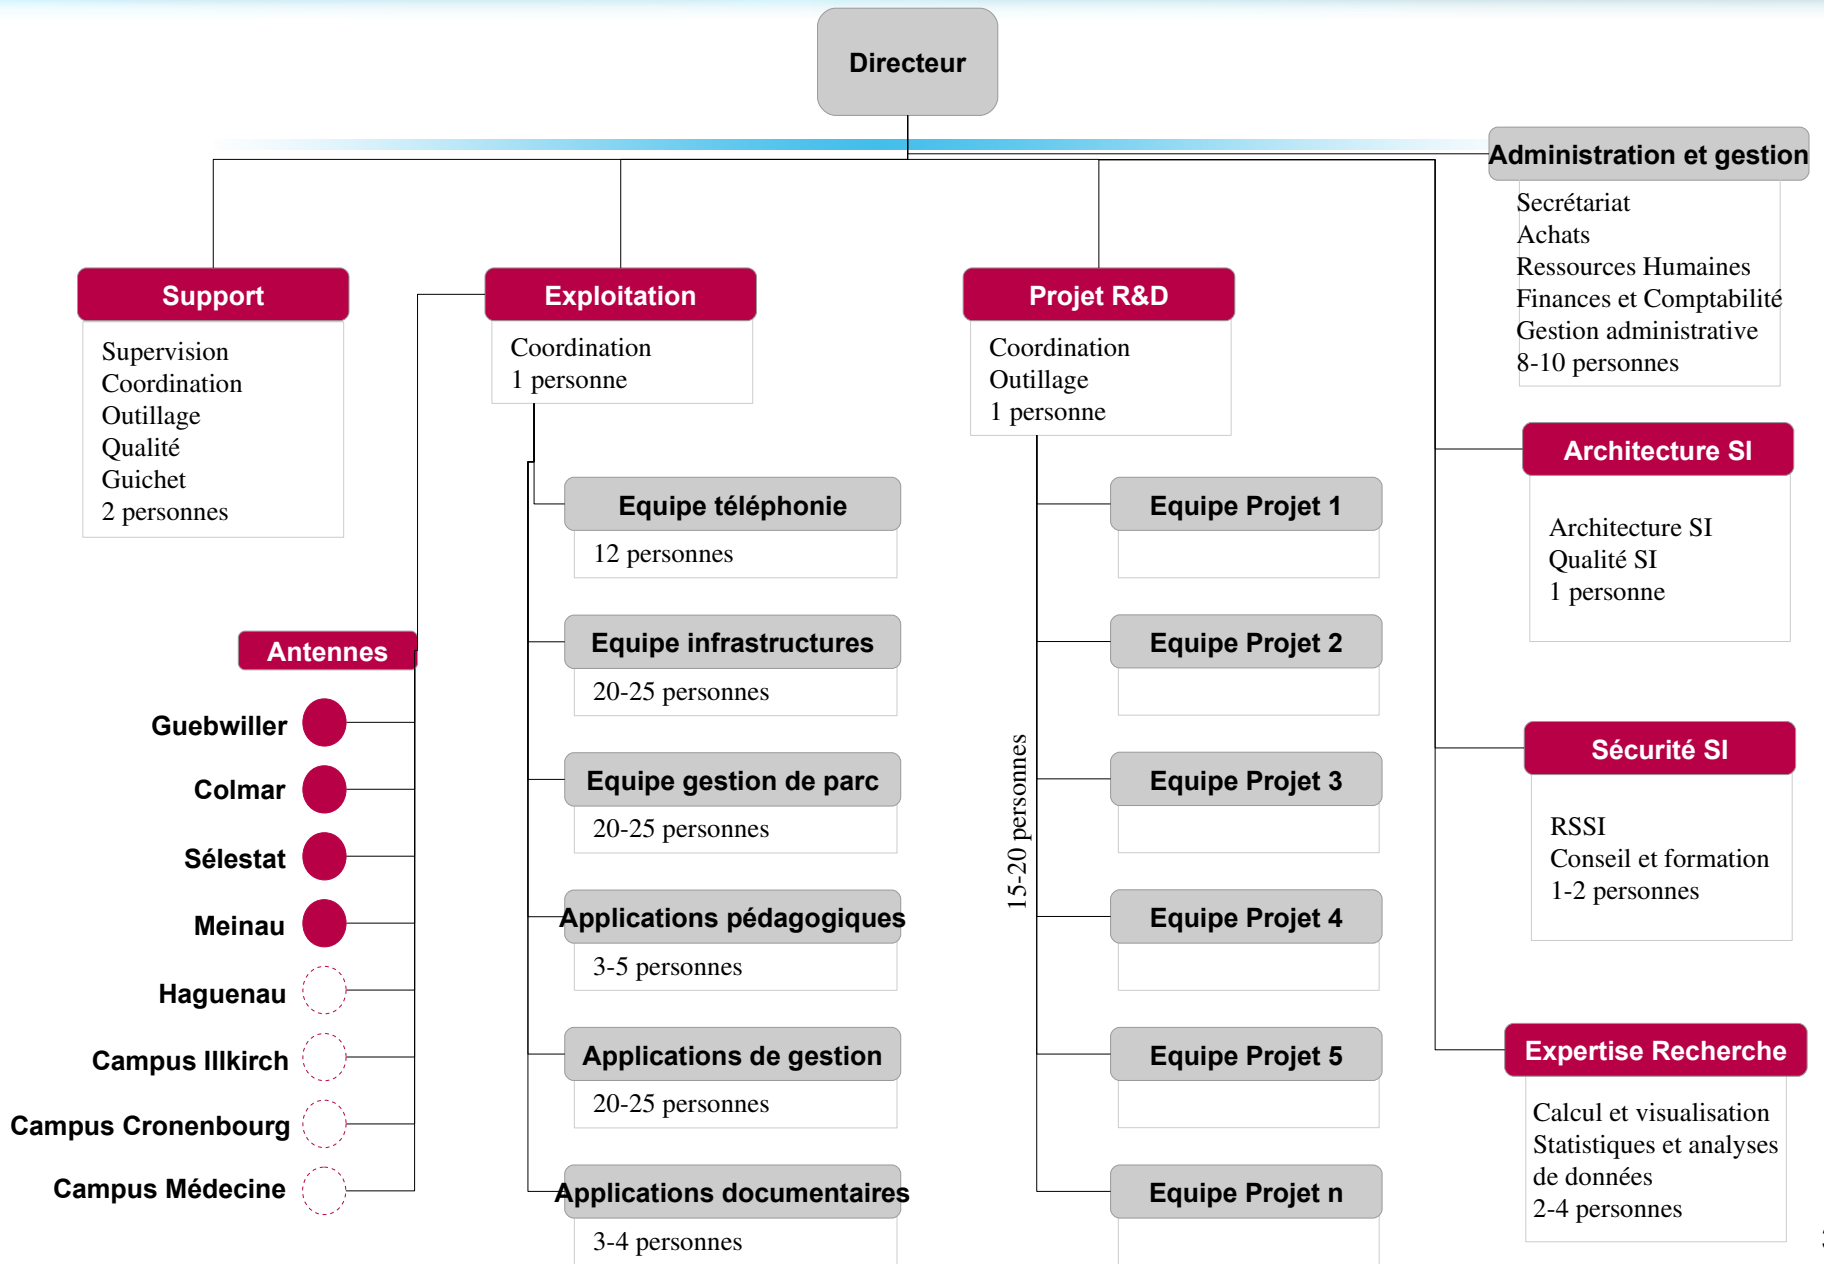 Directeur
Administration et gestion
Secrétariat
Achats
Ressources Humaines
Finances et Comptabilité
Gestion administrative
8-10 personnes
Support
Supervision
Coordination
Outillage
Qualité
Guichet
2 personnes
Exploitation
Coordination
1 personne
Projet R&D
Coordination
Outillage
1 personne
Antennes
Guebwiller
Colmar
Sélestat
Meinau
Haguenau
Campus Illkirch
Campus Cronenbourg
Campus Médecine
Equipe téléphonie
12 personnes
Equipe infrastructures
20-25 personnes
Equipe gestion de parc
20-25 personnes
Applications pédagogiques
3-5 personnes
Applications de gestion
20-25 personnes
Applications documentaires
3-4 personnes
15-20 personnes
Equipe Projet 1
Equipe Projet 2
Equipe Projet 3
Equipe Projet 4
Equipe Projet 5
Equipe Projet n
Architecture SI
Architecture SI
Qualité SI
1 personne
Sécurité SI
RSSI
Conseil et formation
1-2 personnes
Expertise Recherche
Calcul et visualisation
Statistiques et analyses
de données
2-4 personnes